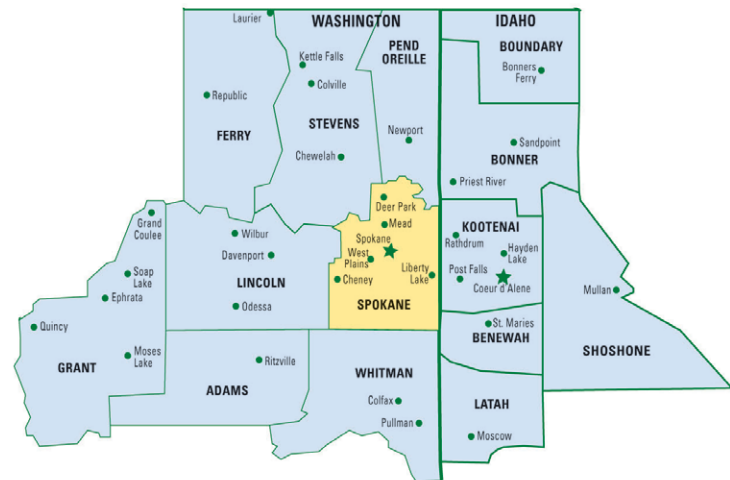 Laurier
WASHINGTON
IDAHO
PEND
OREILLE
BOUNDARY
Kettle Falls
Colville
Bonners
Ferry
Republic
FERRY
STEVENS
Newport
Sandpoint
BONNER
Chewelah
Priest River
Deer Park
Mead
Grand
Coulee
Wilbur
Davenport
LINCOLN
Odessa
Spokane
West
Plains
Cheney
Liberty
Lake
SPOKANE
KOOTENAI
Rathdrum
Hayden
Lake
Post Falls
Coeur d'Alene
Mullan
Soap
Lake
Ephrata
Quincy
Moses
Lake
GRANT
St. Maries
BENEWAH
SHOSHONE
Ritzville
ADAMS
WHITMAN
Colfax
Pullman
LATAH
Moscow